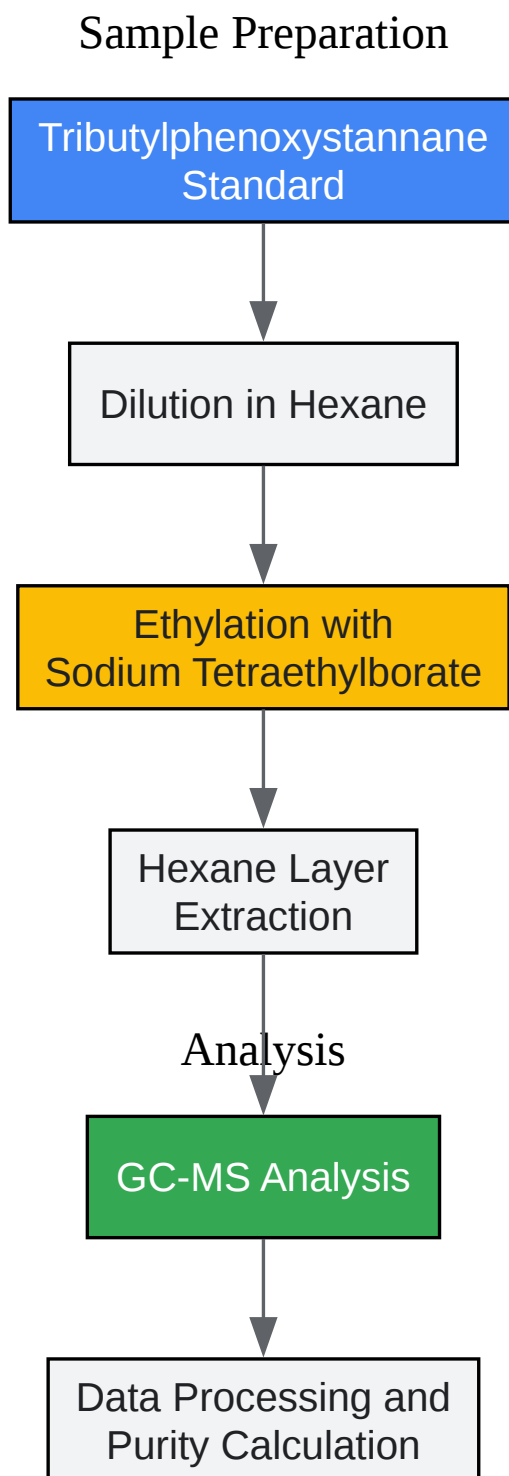 Sample Preparation
Tributylphenoxystannane
Standard
Dilution in Hexane
Ethylation with
Sodium Tetraethylborate
Hexane Layer
Extraction
Analysis
GC-MS Analysis
Data Processing and
Purity Calculation